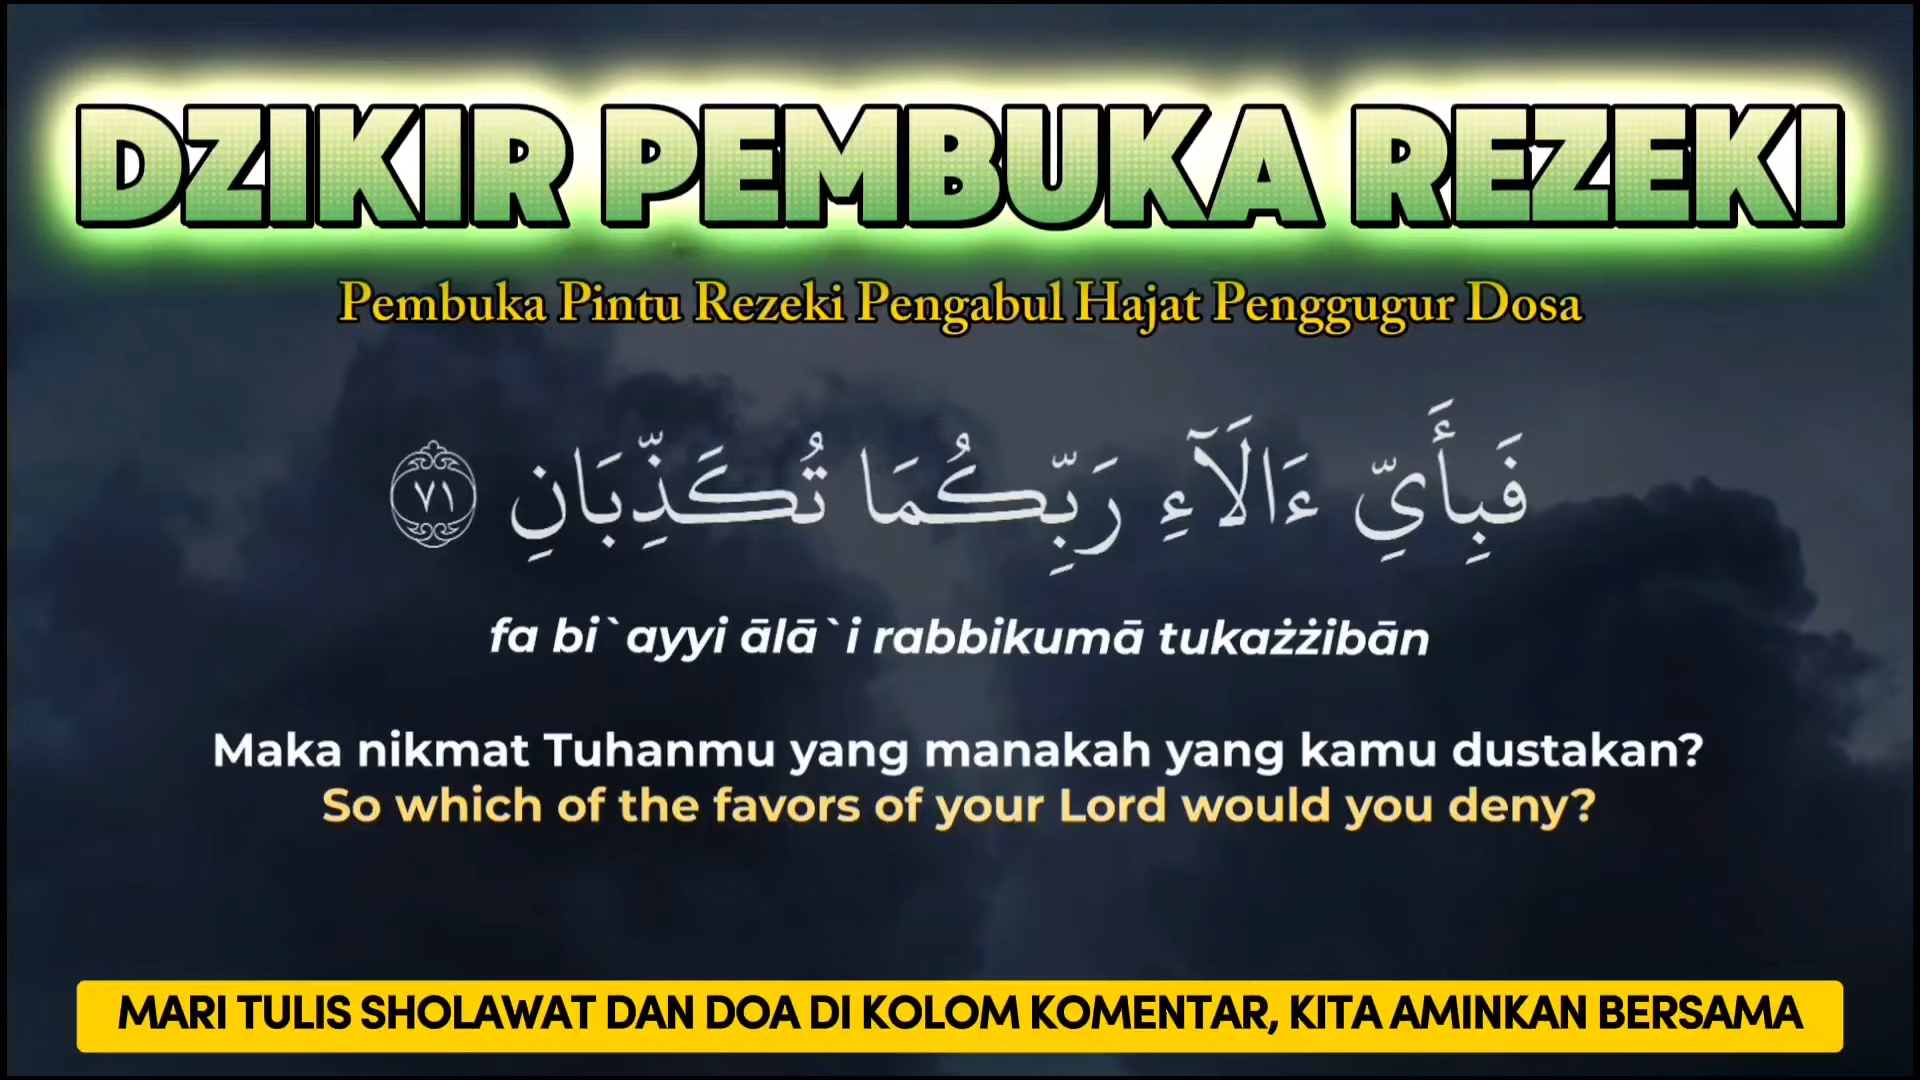 DZIKIR PEMBUKA REZEKI
Pembuka Pintu Rezeki Pengabul Hajat Penggugur Dosa
فَبِأَيِّ ءَالَآءِ رَبِّكُمَا تُكَذِّبَانِ ٧١
fa bi`ayyi ālā`i rabbikumā tukażżibān
Maka nikmat Tuhanmu yang manakah yang kamu dustakan?
So which of the favors of your Lord would you deny?
MARI TULIS SHOLAWAT DAN DOA DI KOLOM KOMENTAR, KITA AMINKAN BERSAMA